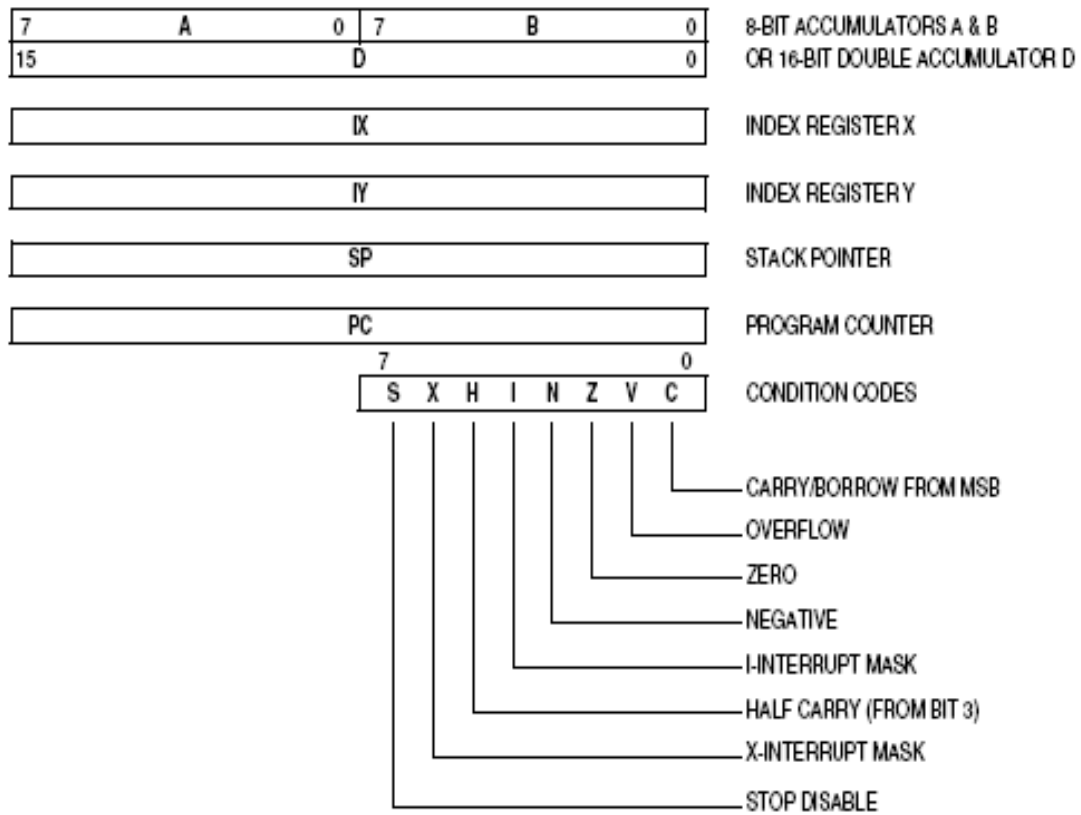 7 A 0 7 B 0 8-BIT ACCUMULATORS A & B
15 D 0 OR 16-BIT DOUBLE ACCUMULATOR D
IX INDEX REGISTER X
IY INDEX REGISTER Y
SP STACK POINTER
PC PROGRAM COUNTER
7 0
S X H I N Z V C CONDITION CODES
CARRY/BORROW FROM MSB
OVERFLOW
ZERO
NEGATIVE
I-INTERRUPT MASK
HALF CARRY (FROM BIT 3)
X-INTERRUPT MASK
STOP DISABLE